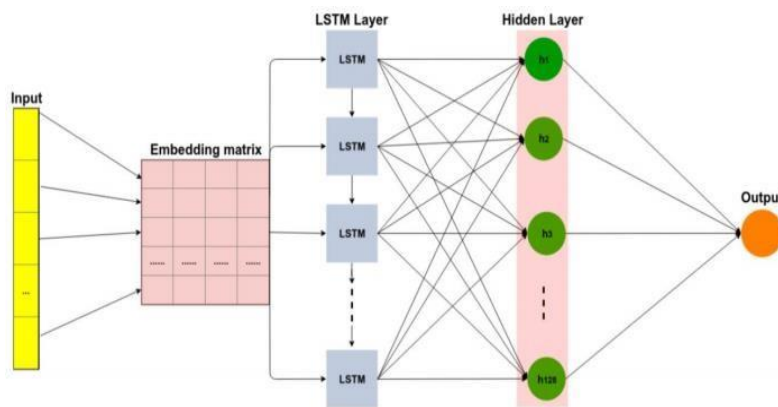 LSTM Layer
Hidden Layer
Input
Embedding matrix
Output
...
...... ...... ...... ......
LSTM
LSTM
LSTM
LSTM
h1
h2
h3
h128